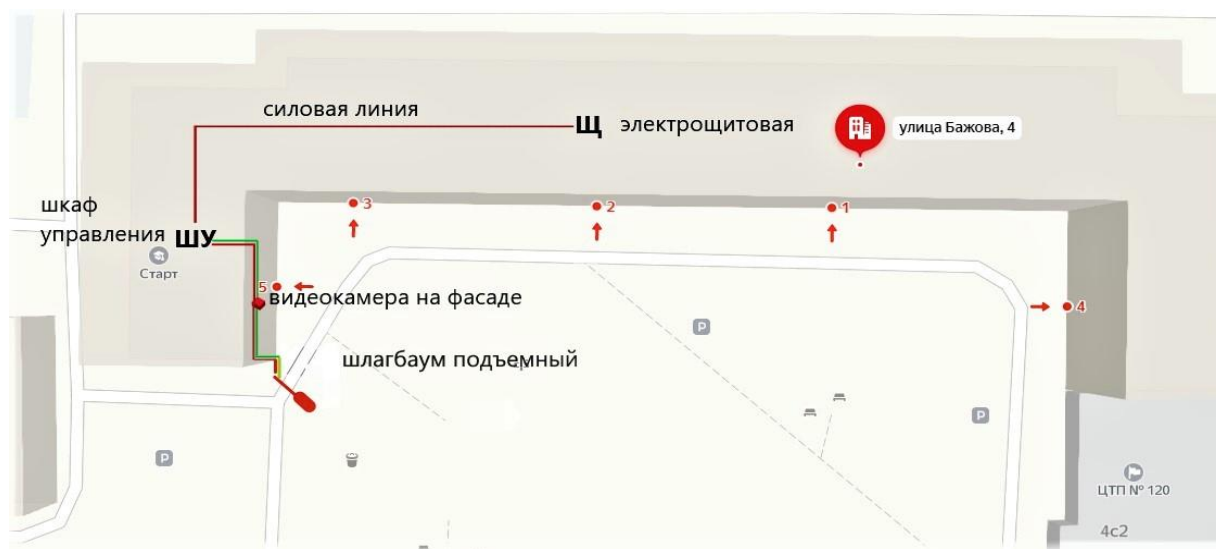 силовая линия
Щ электрощитовая
улица Бажова, 4
шкаф
управления ШУ
3
2
1
Старт
5
видеокамера на фасаде
4
P
шлагбаум подъемный
P
P
ЦТП № 120
4с2